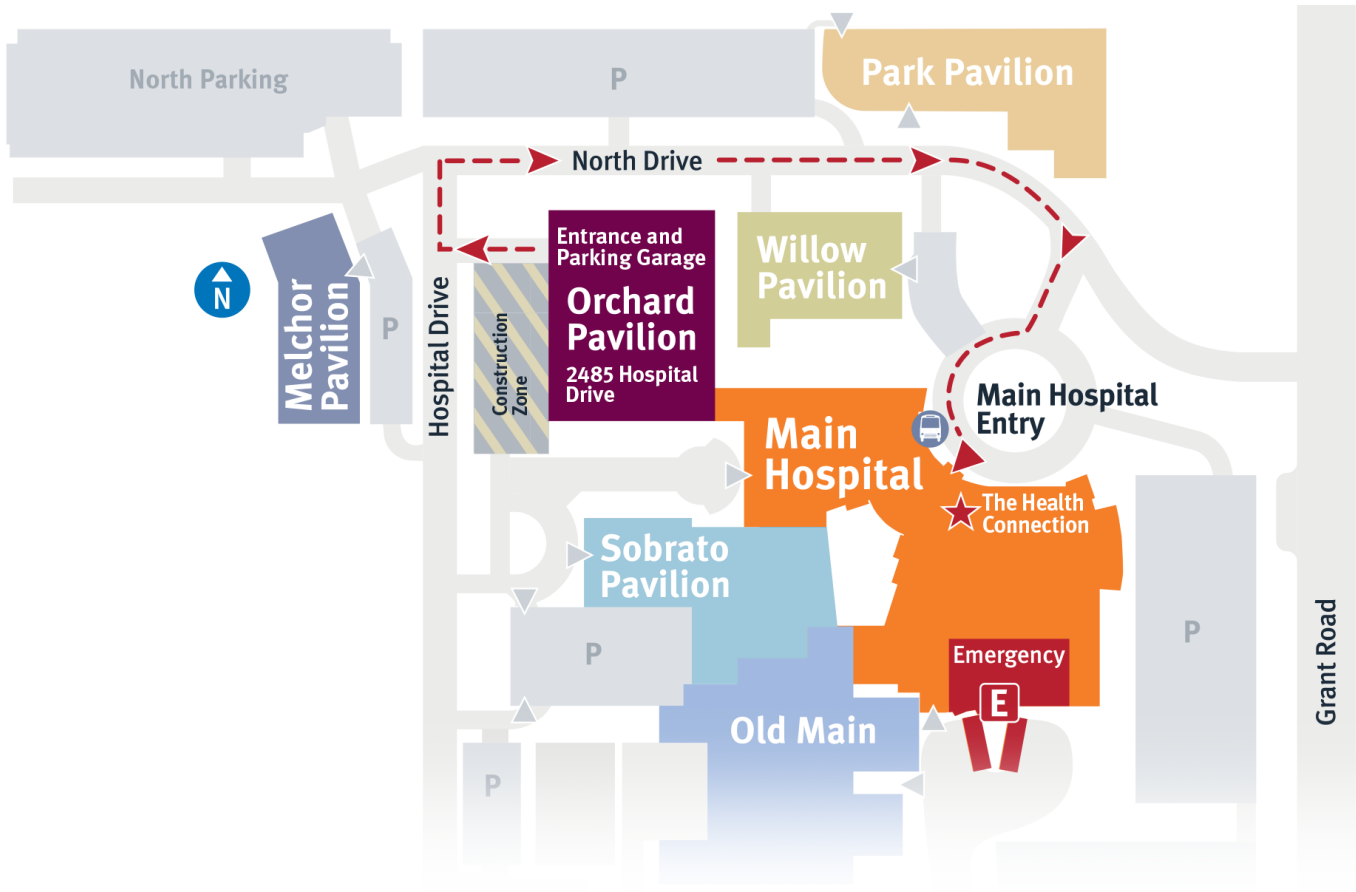 North Parking
P
Park Pavilion
North Drive
Entrance and
Parking Garage
Orchard
Pavilion
2485 Hospital
Drive
Willow
Pavilion
N
Melchor
Pavilion
P
Hospital Drive
Construction
Zone
Main Hospital
Entry
Main
Hospital
The Health
Connection
Sobrato
Pavilion
P
Emergency
E
P
Grant Road
Old Main
P